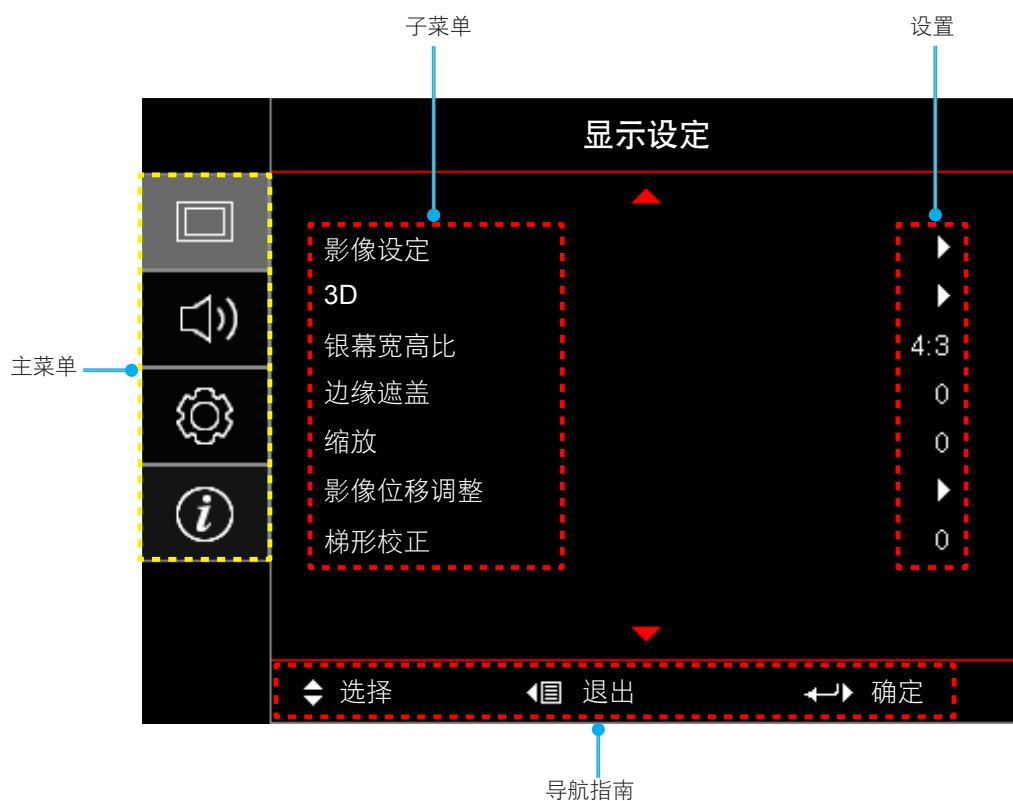 子菜单
设置
显示设定
影像设定
3D
银幕宽高比 4:3
边缘遮盖 0
缩放 0
影像位移调整
梯形校正 0
主菜单
选择 退出 确定
导航指南